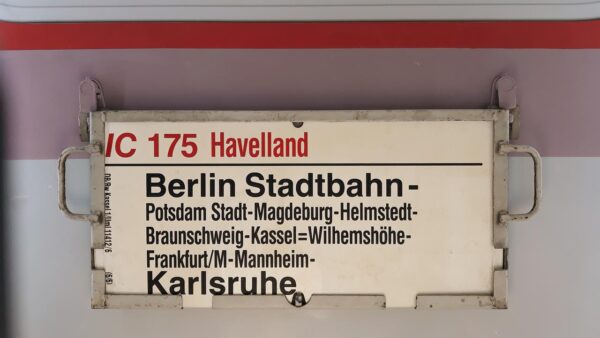 IC 175 Havelland
Berlin Stadtbahn-
Potsdam Stadt-Magdeburg-Helmstedt-
Braunschweig-Kassel=Wilhemshöhe-
Frankfurt/M-Mannheim-
Karlsruhe